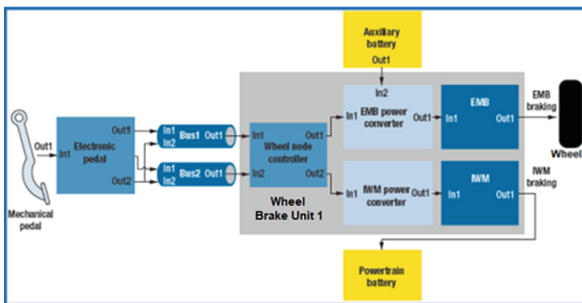 Auxiliary
battery
Out1
In2
EMB power
converter
In1
Out1
EMB
In1
Out1
EMB
braking
Wheel
Out1
In1
Electronic
pedal
Out1
Out2
Mechanical
pedal
In1
In2
Bus1
Out1
In1
In2
Bus2
Out1
In1
In2
Wheel node
controller
Out1
Out2
Wheel
Brake Unit 1
IWM power
converter
In1
Out1
IWM
In1
Out1
IWM
braking
Powertrain
battery